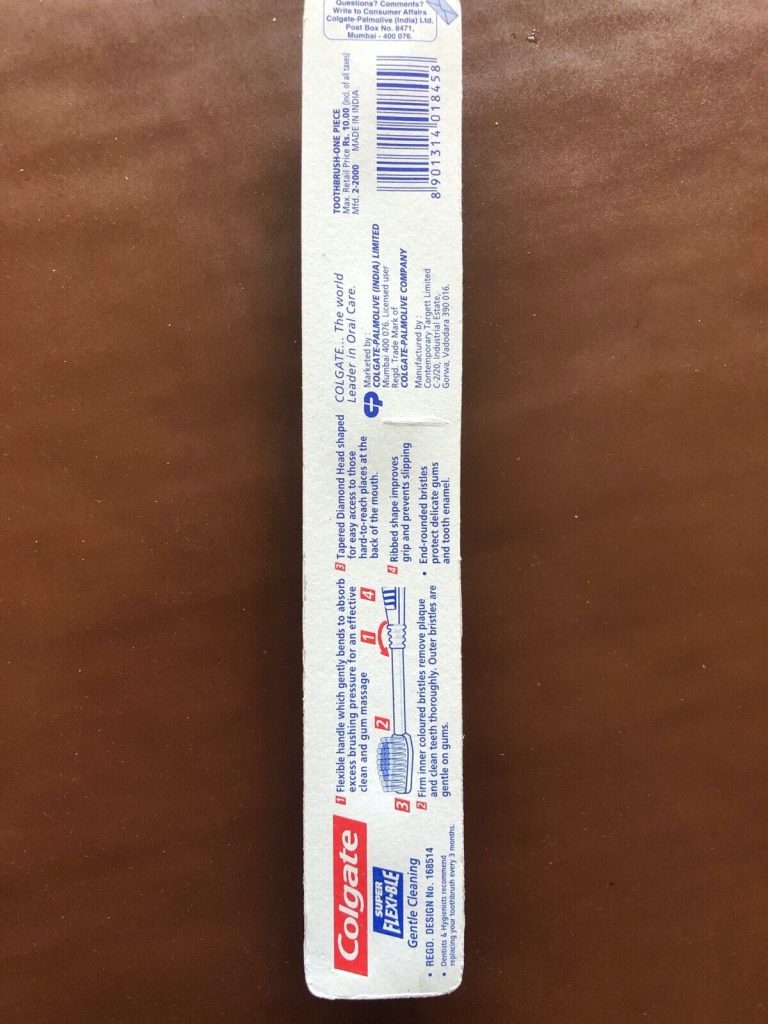 Colgate
SUPER
FLEXI-BLE
Gentle Cleaning
• REGD. DESIGN No. 168514
• Dentists & Hygienists recommend
replacing your toothbrush every 3 months.
1 Flexible handle which gently bends to absorb
excess brushing pressure for an effective
clean and gum massage
3
2
1
4
2 Firm inner coloured bristles remove plaque
and clean teeth thoroughly. Outer bristles are
gentle on gums.
3 Tapered Diamond Head shaped
for easy access to those
hard-to-reach places at the
back of the mouth.
4 Ribbed shape improves
grip and prevents slipping
• End-rounded bristles
protect delicate gums
and tooth enamel.
COLGATE... The world
Leader in Oral Care.
Marketed by :
COLGATE-PALMOLIVE (INDIA) LIMITED
Mumbai 400 076. Licensed user
Regd. Trade Mark of
COLGATE-PALMOLIVE COMPANY
Manufactured by :
Contemporary Targett Limited
C-2/20, Industrial Estate,
Gorwa, Vadodara 390 016.
TOOTHBRUSH-ONE PIECE
Max. Retail Price Rs. 10.00 (Incl. of all taxes)
Mfd. 2-2000 MADE IN INDIA
8 901314 018458
Questions? Comments?
Write to Consumer Affairs
Colgate-Palmolive (India) Ltd.
Post Box No. 8471,
Mumbai - 400 076.